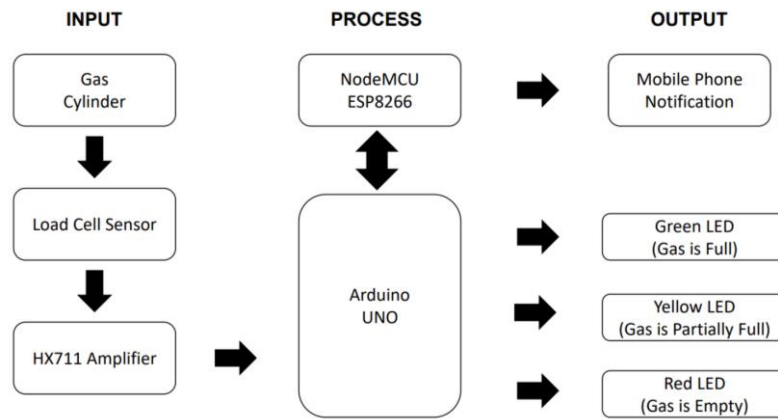 INPUT
PROCESS
OUTPUT
Gas
Cylinder
NodeMCU
ESP8266
Mobile Phone
Notification
Load Cell Sensor
Green LED
(Gas is Full)
Arduino
UNO
Yellow LED
(Gas is Partially Full)
HX711 Amplifier
Red LED
(Gas is Empty)